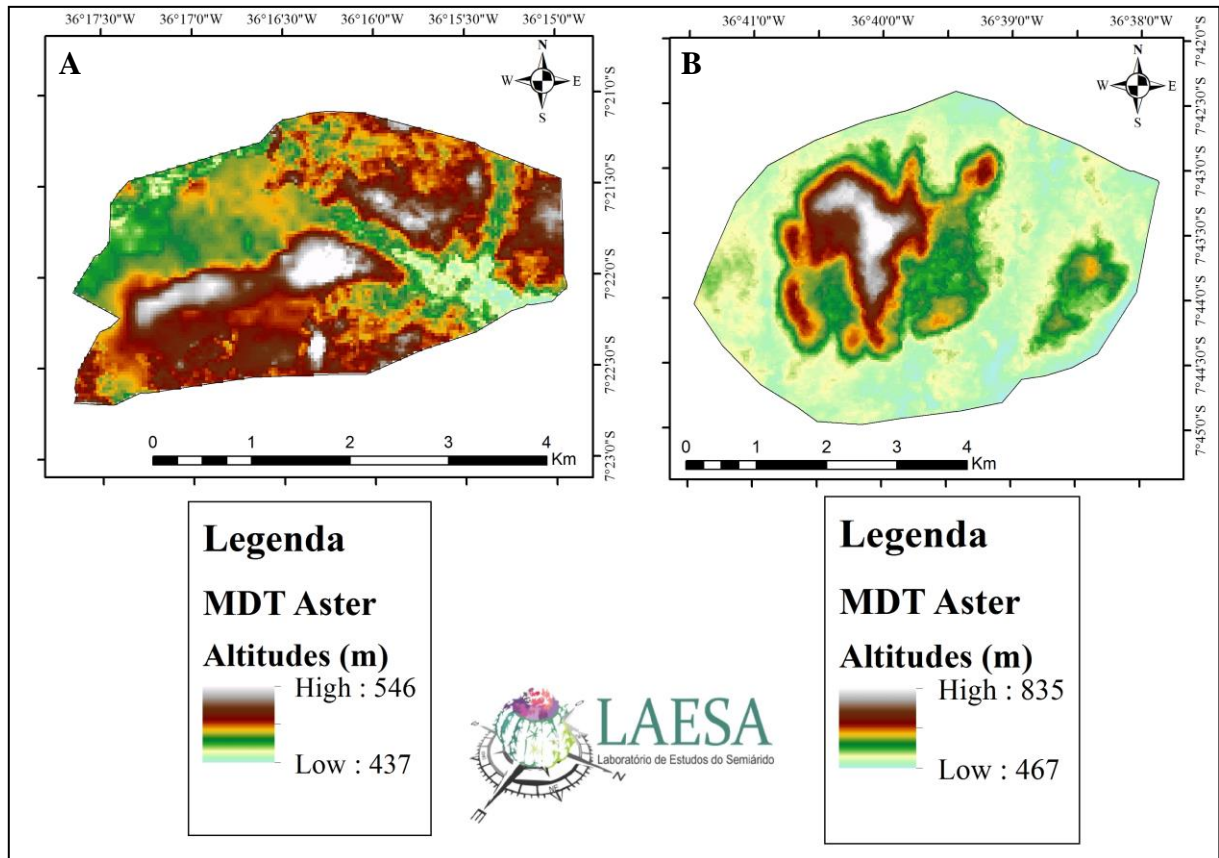 36°17'30"W 36°17'0"W 36°16'30"W 36°16'0"W 36°15'30"W 36°15'0"W
A
N
W E
S
7°21'0"S
7°21'30"S
7°22'0"S
7°22'30"S
7°23'0"S
0 1 2 3 4
Km
36°41'0"W 36°40'0"W 36°39'0"W 36°38'0"W
B
N
W E
S
7°42'0"S
7°42'30"S
7°43'0"S
7°43'30"S
7°44'0"S
7°44'30"S
7°45'0"S
0 1 2 3 4
Km
Legenda
MDT Aster
Altitudes (m)
High : 546
Low : 437
LAESA
Laboratório de Estudos do Semiárido
N
NE
E
Legenda
MDT Aster
Altitudes (m)
High : 835
Low : 467